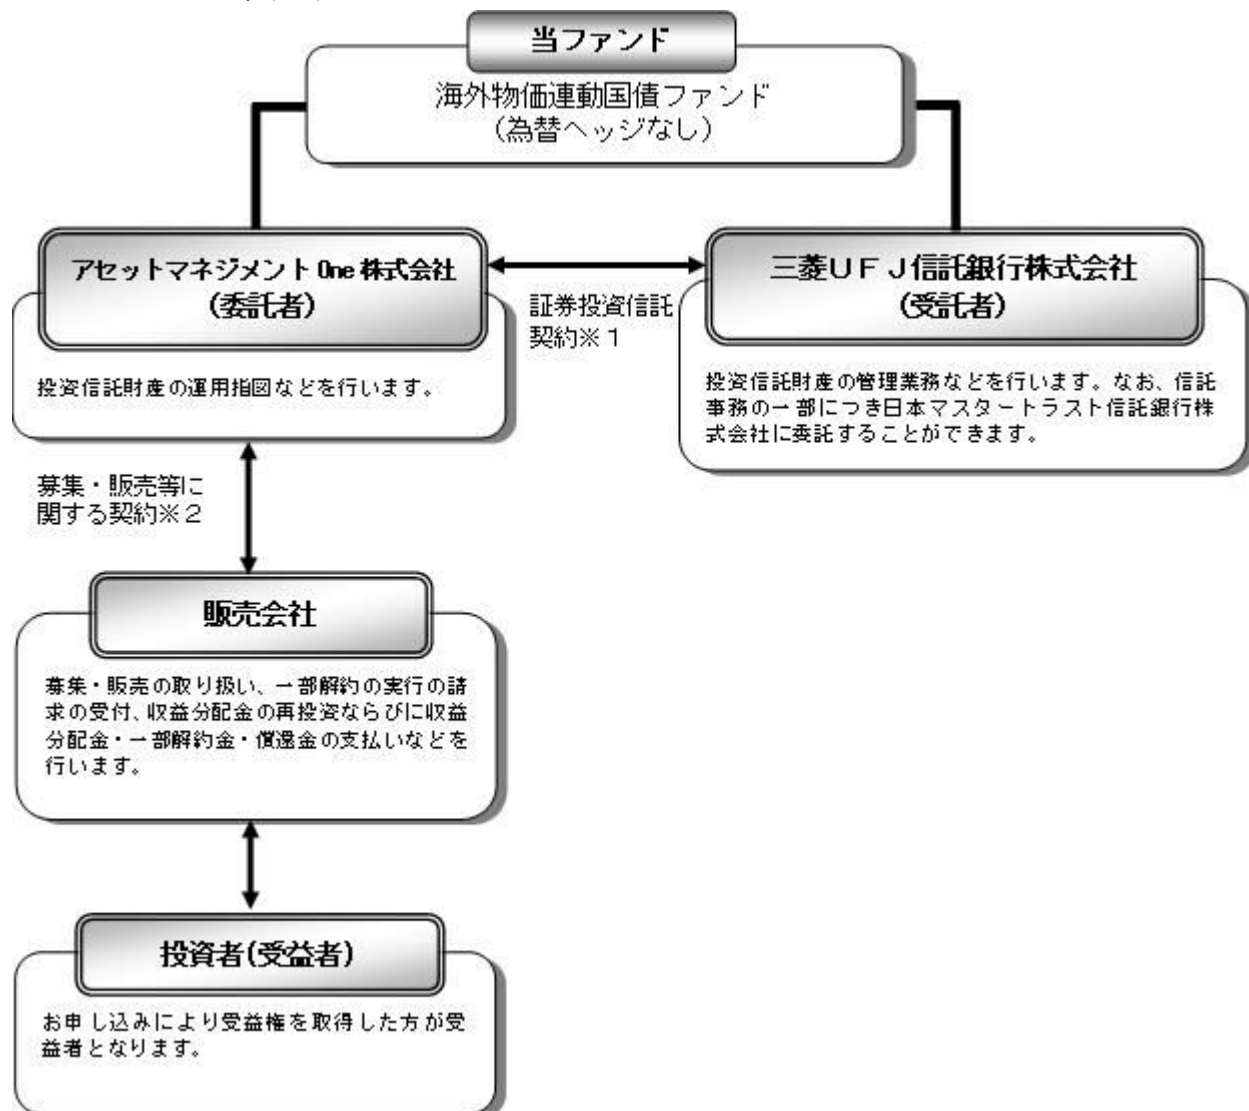 当ファンド
海外物価連動国債ファンド
(為替ヘッジなし)
アセットマネジメント One 株式会社
(委託者)
投資信託財産の運用指図などを行います。
証券投資信託
契約※1
三菱UFJ信託銀行株式会社
(受託者)
投資信託財産の管理業務などを行います。なお、信託
事務の一部につき日本マスタートラスト信託銀行株
式会社に委託することができます。
募集・販売等に
関する契約※2
販売会社
募集・販売の取り扱い、一部解約の実行の請
求の受付、収益分配金の再投資ならびに収益
分配金・一部解約金・償還金の支払いなどを
行います。
投資者(受益者)
お申し込みにより受益権を取得した方が受
益者となります。